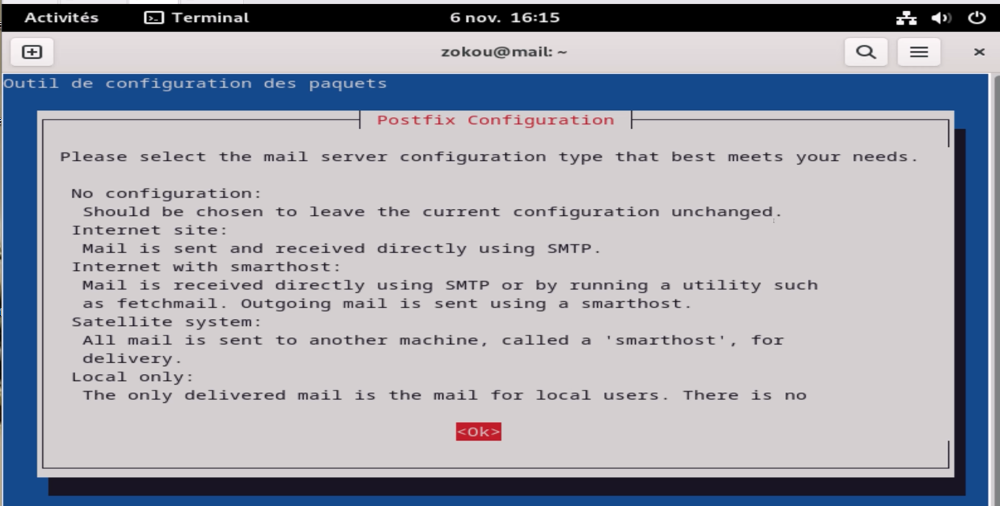 Activités Terminal 6 nov. 16:15
zokou@mail: ~
Outil de configuration des paquets
Postfix Configuration
Please select the mail server configuration type that best meets your needs.
No configuration:
Should be chosen to leave the current configuration unchanged.
Internet site:
Mail is sent and received directly using SMTP.
Internet with smarthost:
Mail is received directly using SMTP or by running a utility such
as fetchmail. Outgoing mail is sent using a smarthost.
Satellite system:
All mail is sent to another machine, called a 'smarthost', for
delivery.
Local only:
The only delivered mail is the mail for local users. There is no
<Ok>